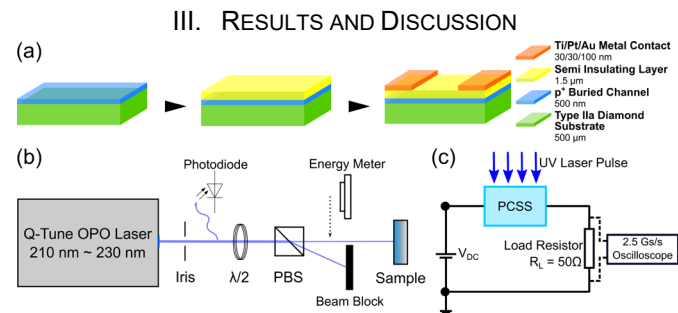 III. RESULTS AND DISCUSSION
(a)
Ti/Pt/Au Metal Contact
30/30/100 nm
Semi Insulating Layer
1.5 μm
p+ Buried Channel
500 nm
Type IIa Diamond
Substrate
500 μm
(b)
Photodiode
Energy Meter
Q-Tune OPO Laser
210 nm ~ 230 nm
Iris
λ/2
PBS
Beam Block
Sample
(c)
UV Laser Pulse
PCSS
VDC
Load Resistor
RL = 50Ω
2.5 Gs/s
Oscilloscope